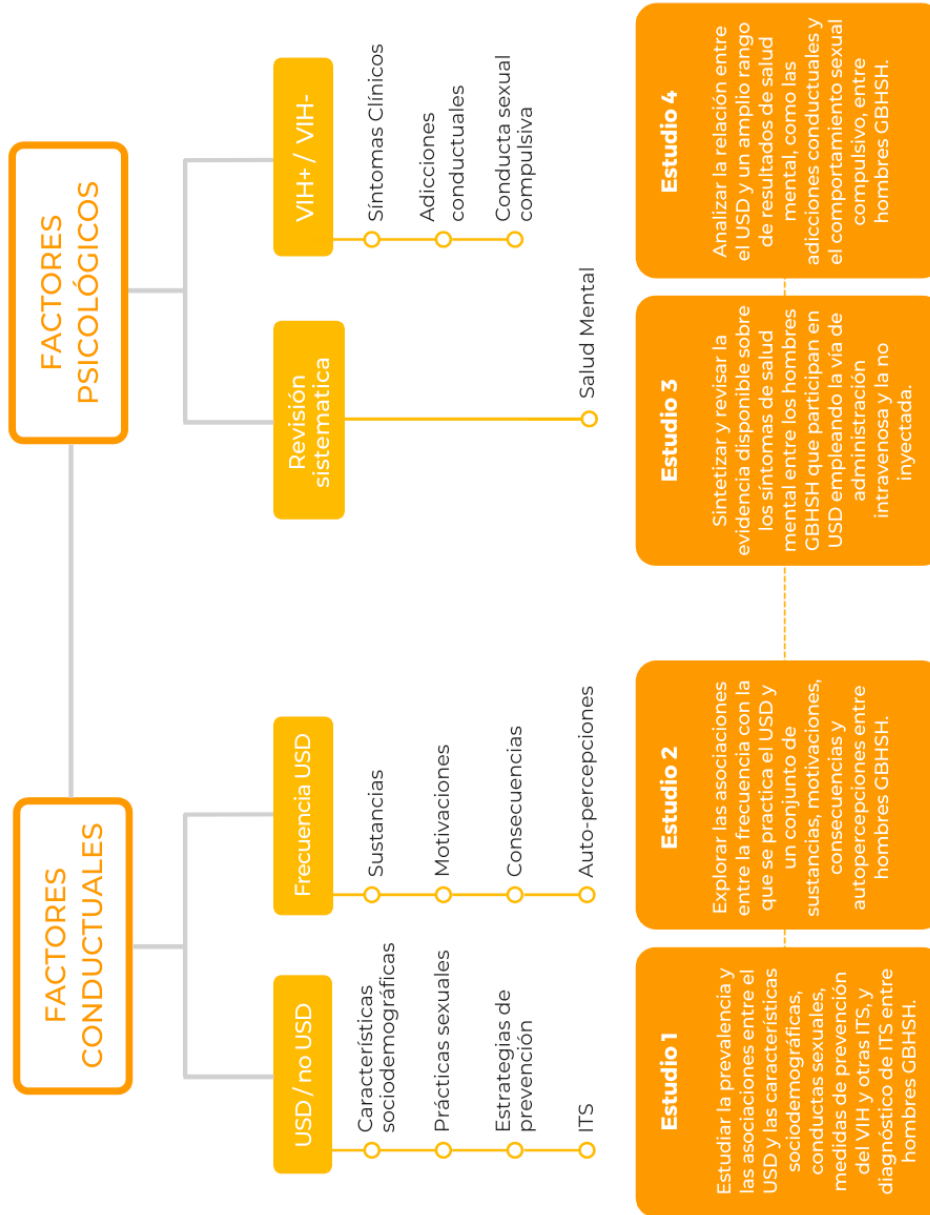 FACTORES
CONDUCTUALES
FACTORES
PSICOLÓGICOS
USD / no USD
Características
sociodemográficas
Prácticas sexuales
Estrategias de
prevención
ITS
Frecuencia USD
Sustancias
Motivaciones
Consecuencias
Auto-percepciones
Revisión
sistematica
Salud Mental
VIH+ / VIH-
Síntomas Clínicos
Adicciones
conductuales
Conducta sexual
compulsiva
Estudio 1
Estudiar la prevalencia y
las asociaciones entre el
USD y las características
sociodemográficas,
conductas sexuales,
medidas de prevención
del VIH y otras ITS, y
diagnóstico de ITS entre
hombres GBHSH.
Estudio 2
Explorar las asociaciones
entre la frecuencia con la
que se practica el USD y
un conjunto de
sustancias, motivaciones,
consecuencias y
autopercepciones entre
hombres GBHSH.
Estudio 3
Sintetizar y revisar la
evidencia disponible sobre
los síntomas de salud
mental entre los hombres
GBHSH que participan en
USD empleando la vía de
administración
intravenosa y la no
inyectada.
Estudio 4
Analizar la relación entre
el USD y un amplio rango
de resultados de salud
mental, como las
adicciones conductuales y
el comportamiento sexual
compulsivo, entre
hombres GBHSH.